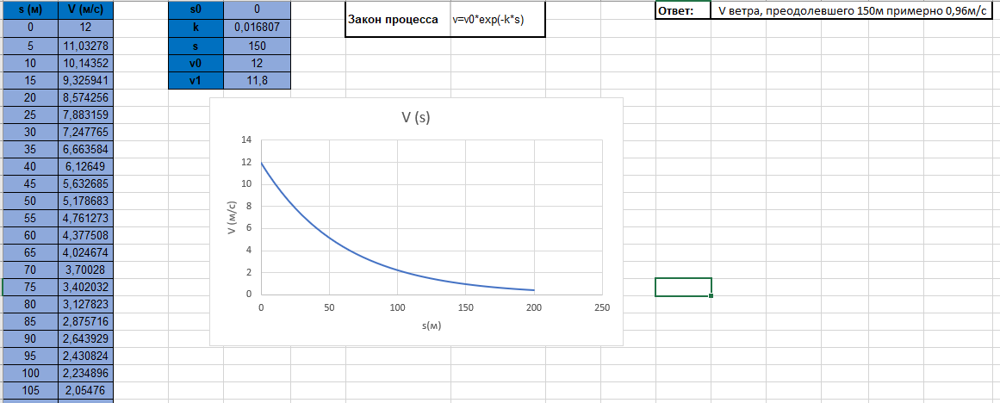 s (м) V (м/с) s0 0 Закон процесса v=v0*exp(-k*s) Ответ: V ветра, преодолевшего 150м примерно 0,96м/с
0 12 k 0,016807
5 11,03278 s 150
10 10,14352 v0 12
15 9,325941 v1 11,8
20 8,574256
25 7,883159
30 7,247765
35 6,663584
40 6,12649
45 5,632685
50 5,178683
55 4,761273
60 4,377508
65 4,024674
70 3,70028
75 3,402032
80 3,127823
85 2,875716
90 2,643929
95 2,430824
100 2,234896
105 2,05476
V (s)
14
12
10
8
6
4
2
0
V (м/с)
0 50 100 150 200 250
s(м)